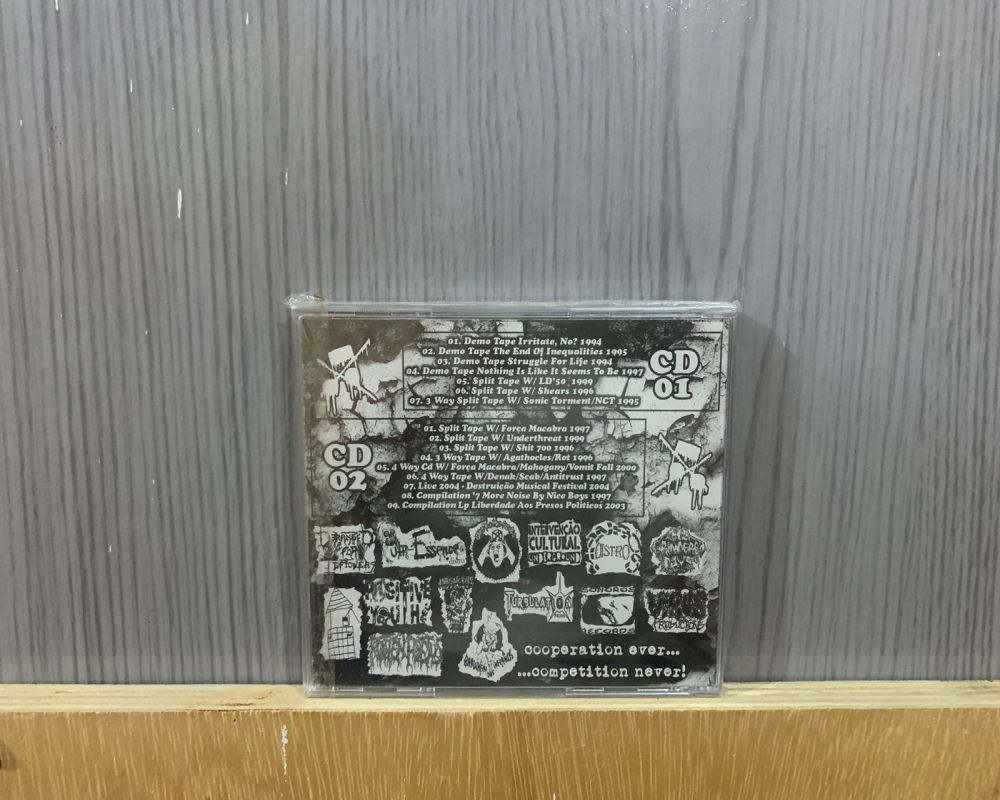 01. Demo Tape Irritate, No? 1994
02. Demo Tape The End Of Inequalities 1995
03. Demo Tape Struggle For Life 1994
04. Demo Tape Nothing Is Like It Seems To Be 1997
05. Split Tape W/ LD'50 1999
06. Split Tape W/ Shears 1996
07. 3 Way Split Tape W/ Sonic Torment/NCT 1995
CD
01
01. Split Tape W/ Força Macabra 1997
02. Split Tape W/ Underthreat 1999
03. Split Tape W/ Shit 700 1996
04. 3 Way Tape W/ Agathocles/Rot 1996
05. 4 Way Cd W/ Força Macabra/Mahogany/Vomit Fall 2000
06. 4 Way Tape W/Denak/Scab/Antitrust 1997
07. Live 2004 - Destruição Musical Festival 2004
08. Compilation '7 More Noise By Nice Boys 1997
09. Compilation Lp Liberdade Aos Presos Políticos 2003
CD
02
INTERVENÇÃO
CULTURAL
DISTRO
POSITIVE
YOUTH
TURBULATION
RECORDS
PRODUCTIONS
cooperation ever...
...competition never!